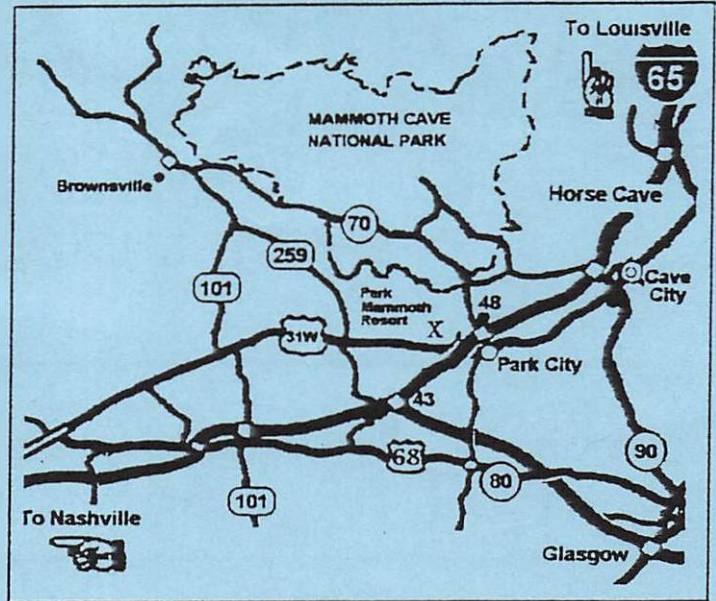 To Louisville
65
MAMMOTH CAVE
NATIONAL PARK
Brownsville
Horse Cave
70
259
101
Cave
City
Park
Mammoth
Resort
48
X
31W
Park City
43
68
90
80
101
To Nashville
Glasgow